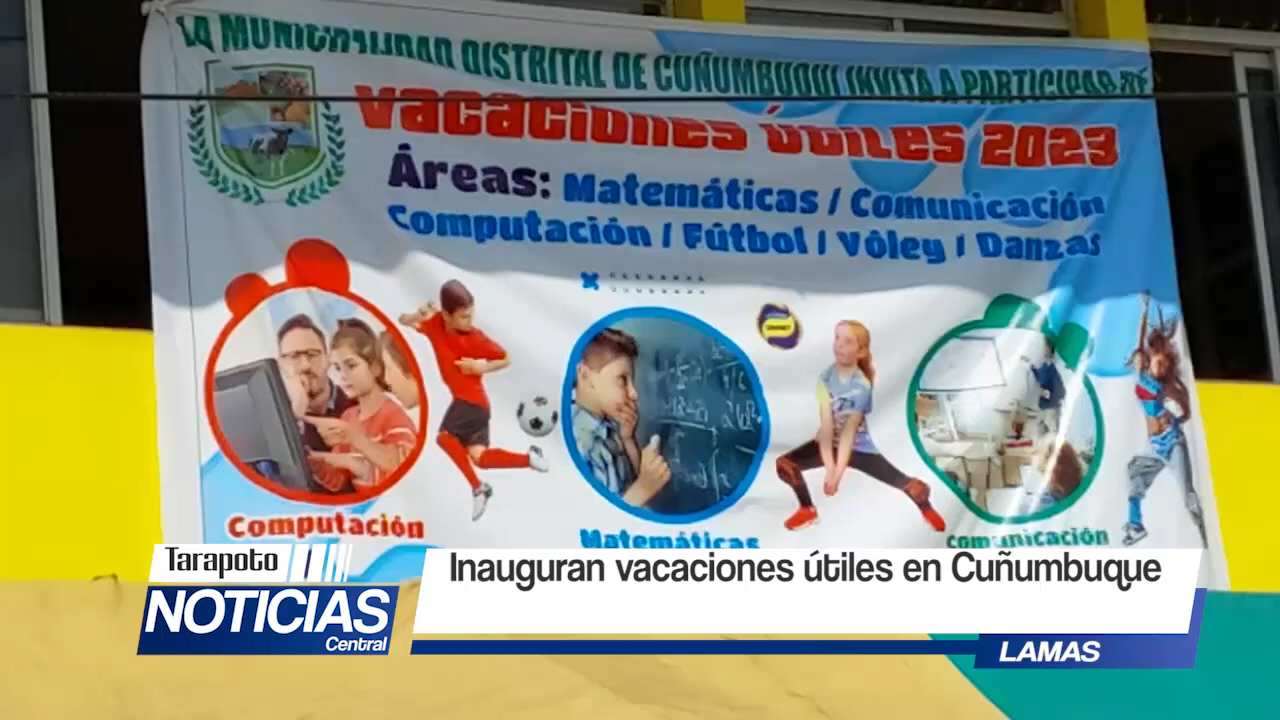 LA MUNICIPALIDAD DISTRITAL DE CUÑUMBUQUI INVITA A PARTICIPAR DE
Vacaciones Útiles 2023
Áreas: Matemáticas / Comunicación
Computación / Fútbol / Vóley / Danzas
Computación
Matemáticas
Comunicación
Tarapoto
NOTICIAS
Central
Inauguran vacaciones útiles en Cuñumbuque
LAMAS